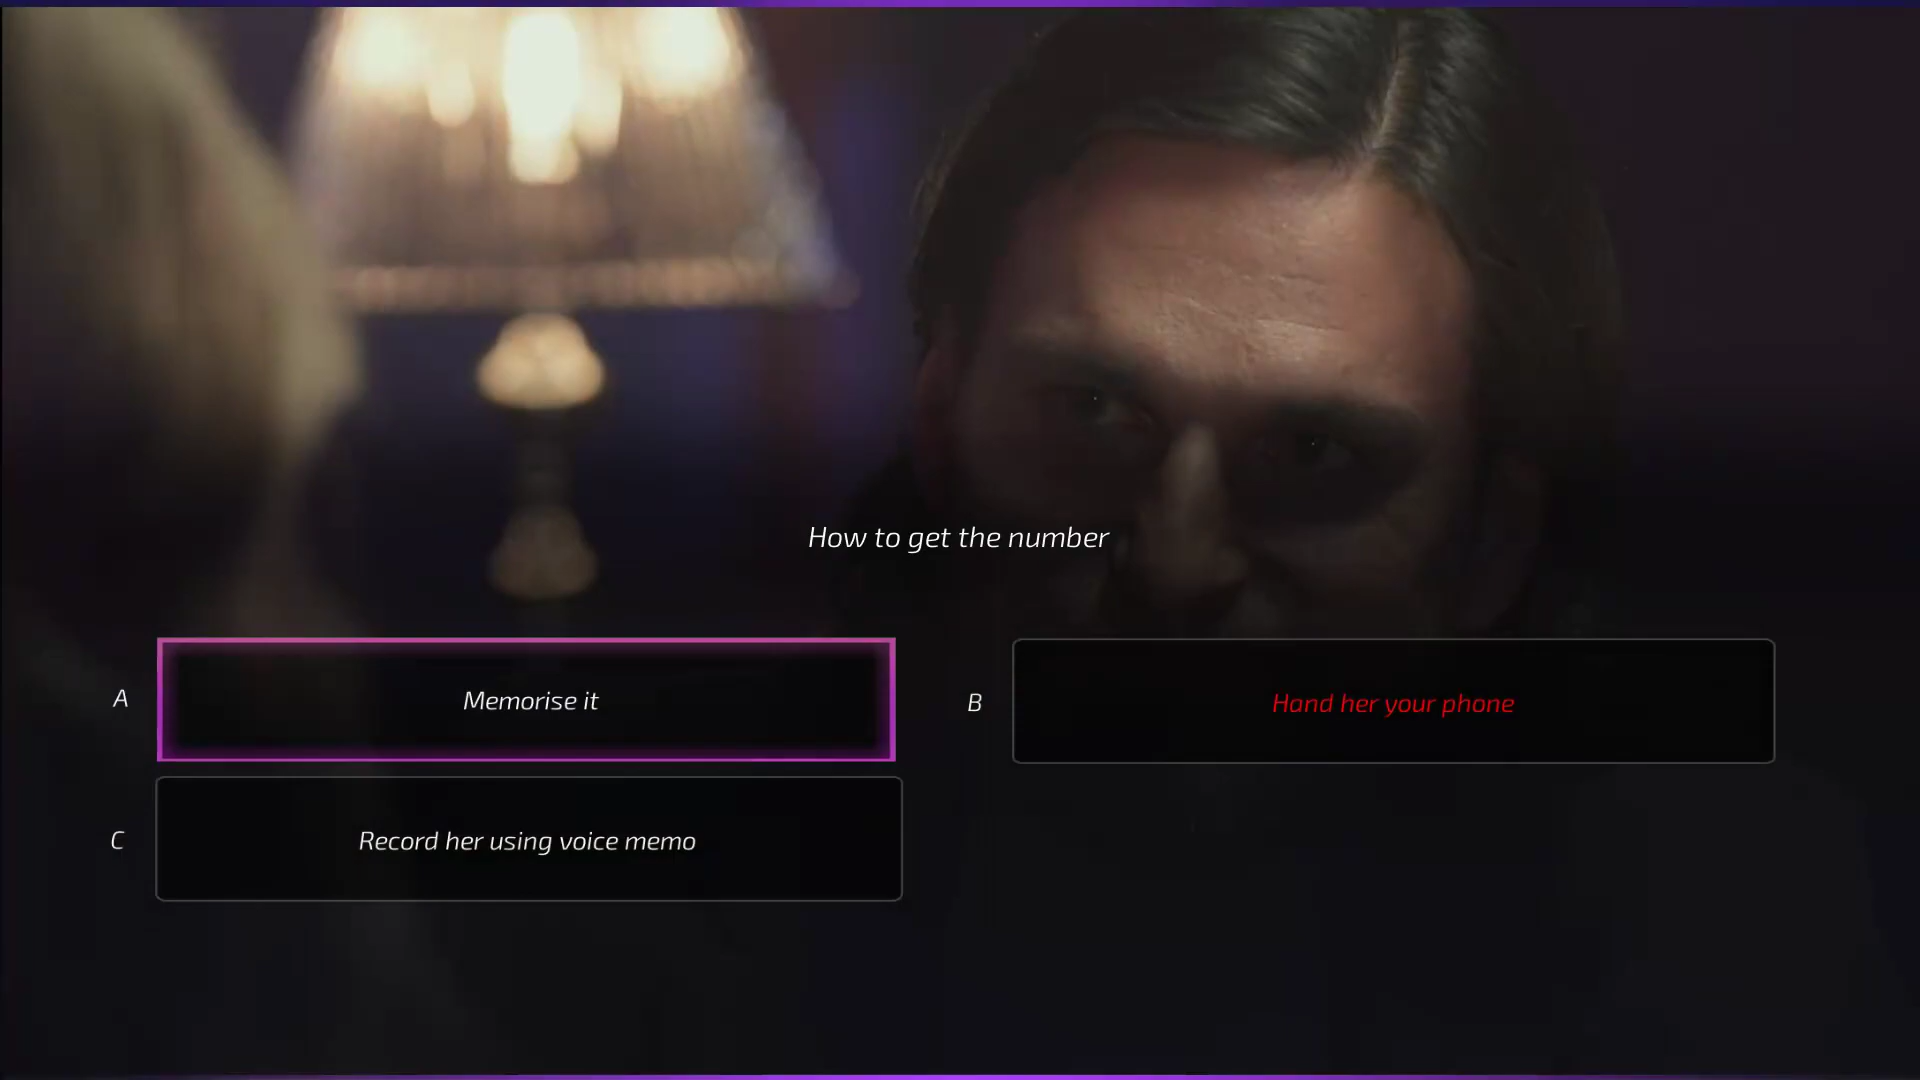 How to get the number
A
Memorise it
B
Hand her your phone
C
Record her using voice memo